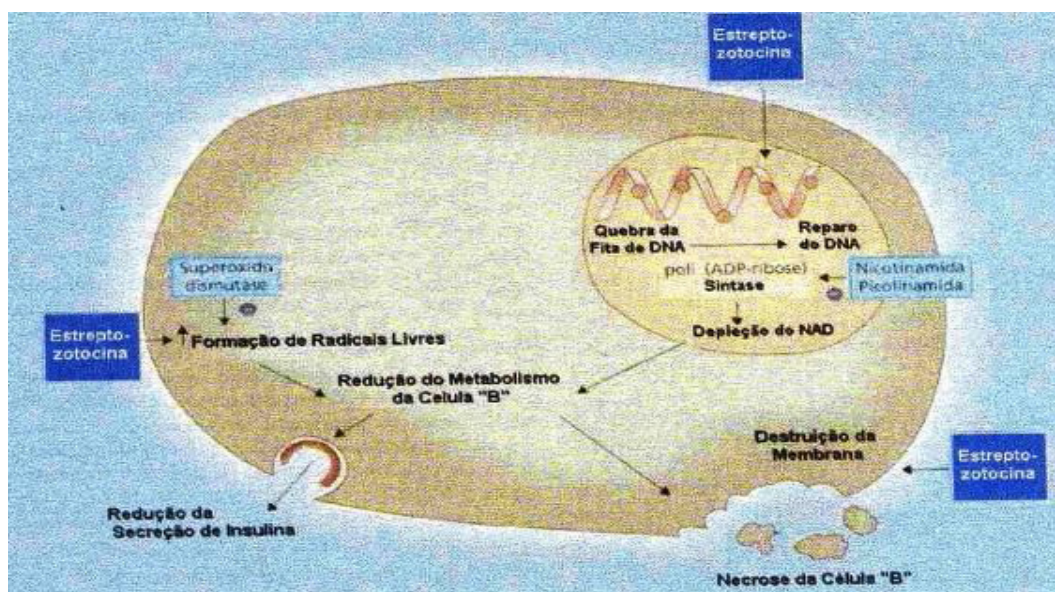 Estrepto-
zotocina
Quebra da
Fita de DNA
Reparo
do DNA
poli (ADP-ribose)
Sintase
Nicotinamida
Picolinamida
Depleção do NAD
Superoxido
dismutase
Estrepto-
zotocina
Formação de Radicais Livres
Redução do Metabolismo
da Celula "B"
Destruição da
Membrana
Estrepto-
zotocina
Redução da
Secreção de Insulina
Necrose da Célula "B"